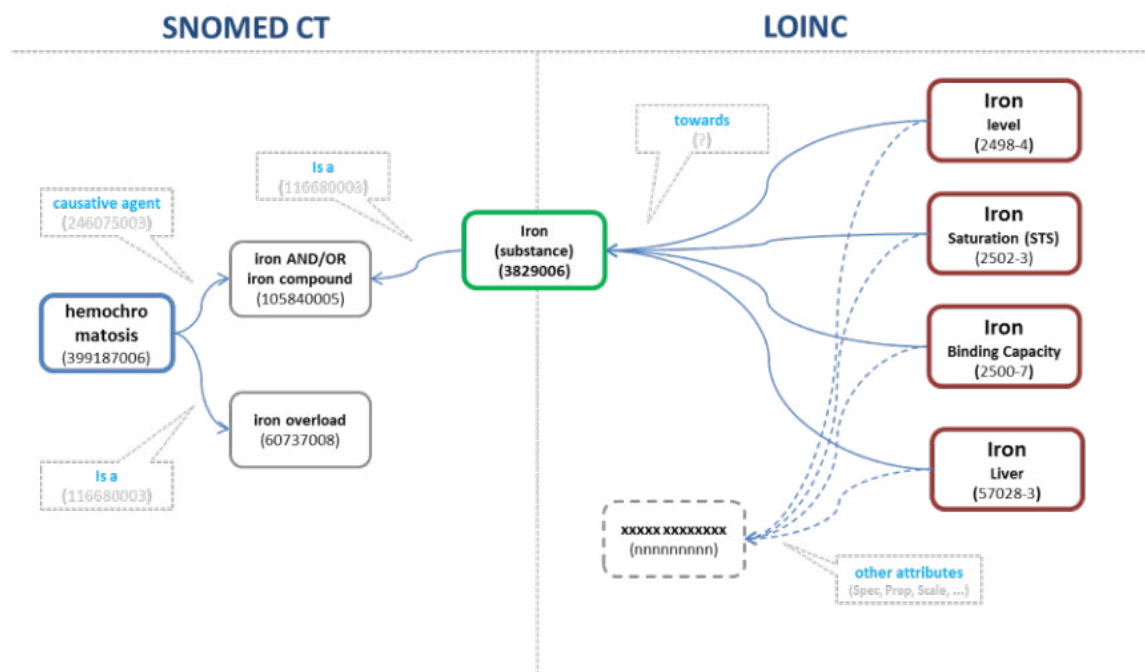 SNOMED CT
LOINC
causative agent
(246075003)
Is a
(116680003)
hemochro
matosis
(399187006)
iron AND/OR
iron compound
(105840005)
iron overload
(60737008)
Is a
(116680003)
Iron
(substance)
(3829006)
towards
(?)
Iron
level
(2498-4)
Iron
Saturation (STS)
(2502-3)
Iron
Binding Capacity
(2500-7)
Iron
Liver
(57028-3)
xxxxx xxxxxxxx
(nnnnnnnnn)
other attributes
(Spec, Prop, Scale, ...)